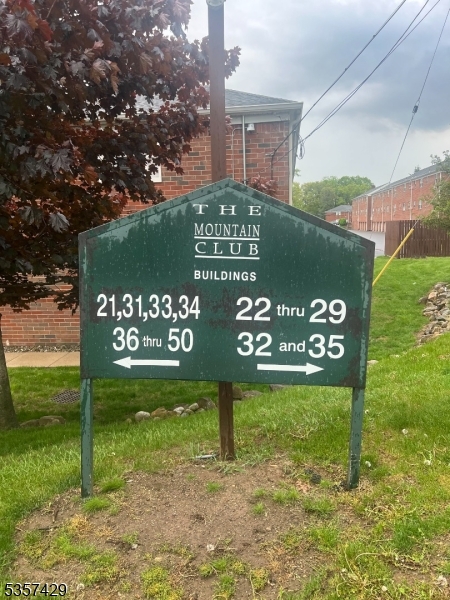 THE
MOUNTAIN
CLUB
BUILDINGS
21,31,33,34
36 thru 50
22 thru 29
32 and 35
5357429